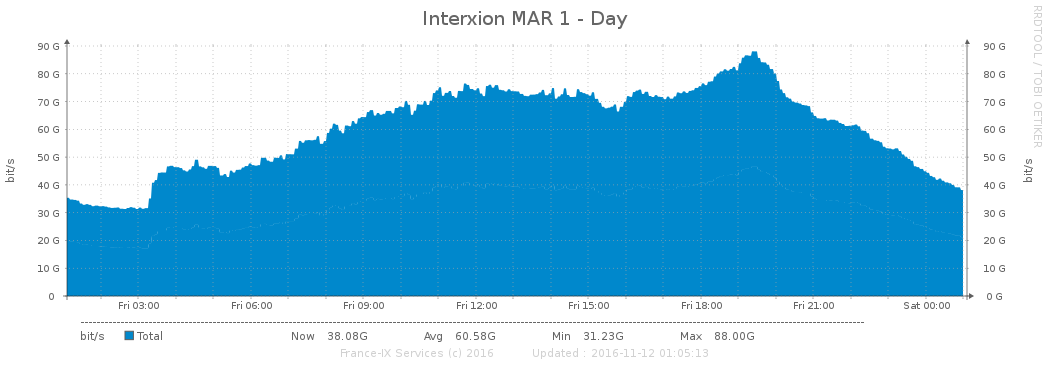 Interxion MAR 1 - Day
RRDTOOL / TOBI OETIKER
90 G 90 G
80 G 80 G
70 G 70 G
60 G 60 G
50 G 50 G
40 G 40 G
30 G 30 G
20 G 20 G
10 G 10 G
0 0 G
bit/s bit/s
Fri 03:00 Fri 06:00 Fri 09:00 Fri 12:00 Fri 15:00 Fri 18:00 Fri 21:00 Sat 00:00
bit/s Total Now 38.08G Avg 60.58G Min 31.23G Max 88.00G
France-IX Services (c) 2016 Updated : 2016-11-12 01:05:13